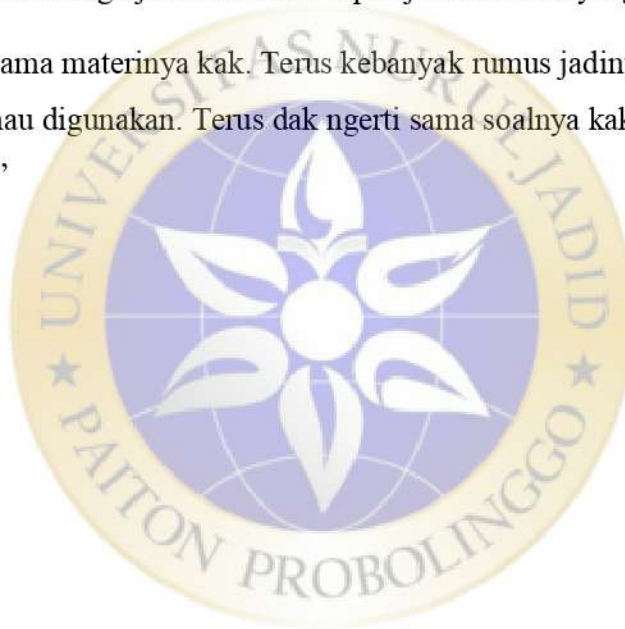 ama materinya kak. Terus kebanyak rumus jadin
au digunakan. Terus dak ngerti sama soalnya kak
”
UNIVERSITAS NURUL JADID
★ PAITON PROBOLINGGO ★